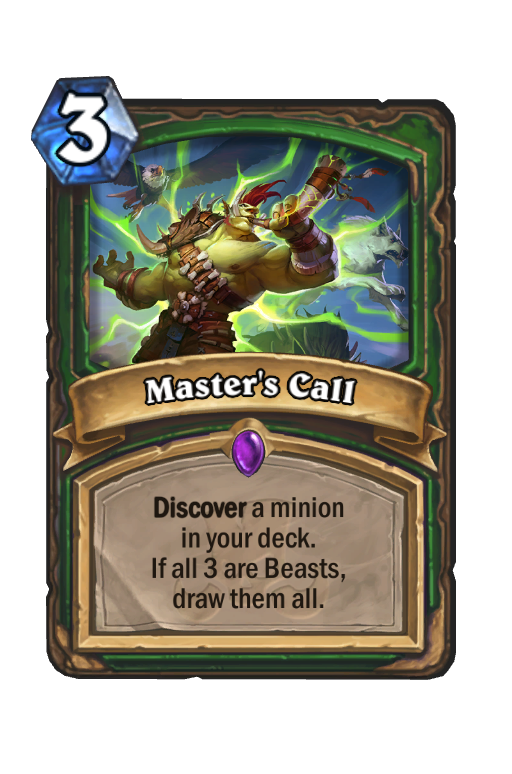 3
Master's Call
Discover a minion
in your deck.
If all 3 are Beasts,
draw them all.